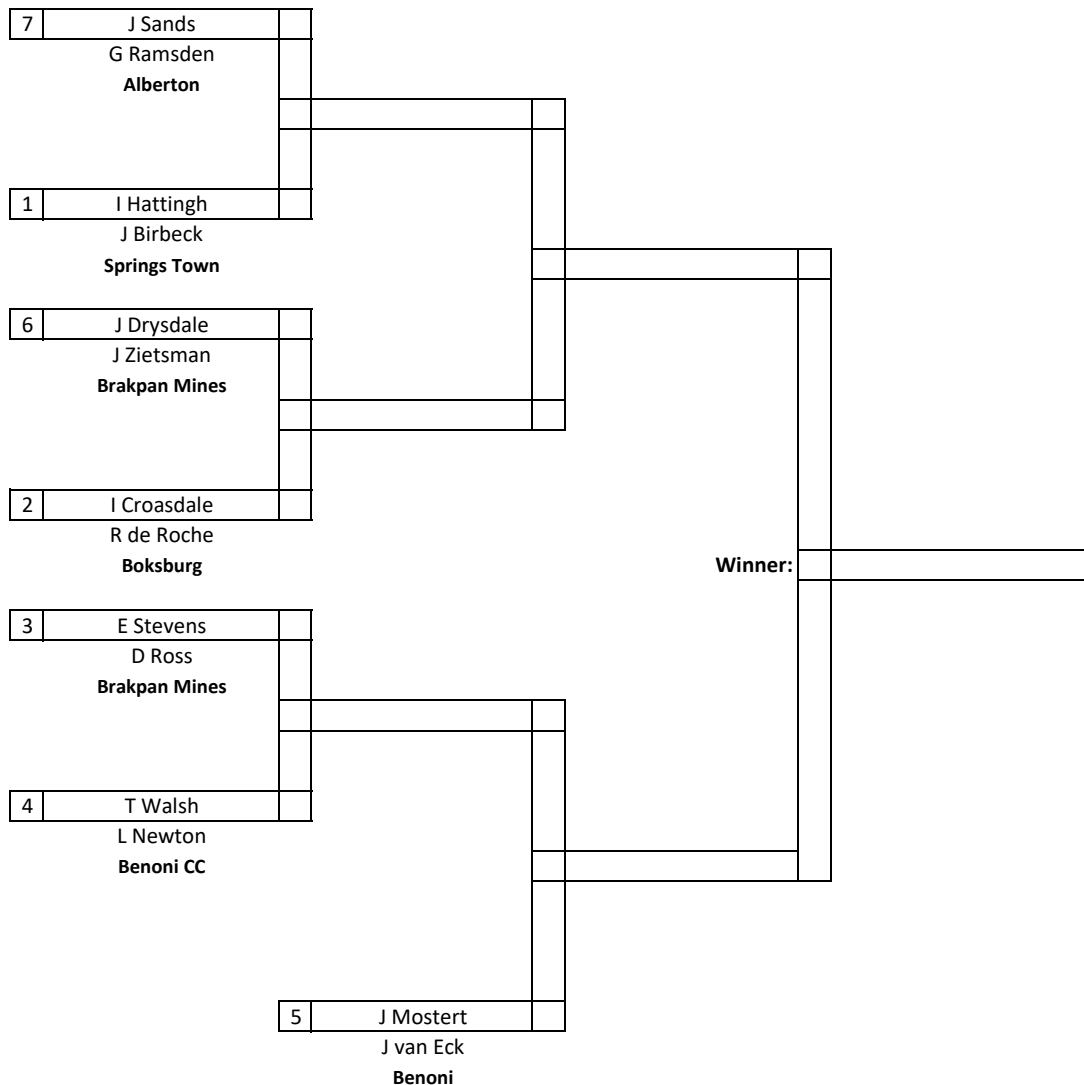 7 J Sands
G Ramsden
Alberton
1 I Hattingh
J Birbeck
Springs Town
6 J Drysdale
J Zietsman
Brakpan Mines
2 I Croasdale
R de Roche
Boksburg
Winner:
3 E Stevens
D Ross
Brakpan Mines
4 T Walsh
L Newton
Benoni CC
5 J Mostert
J van Eck
Benoni